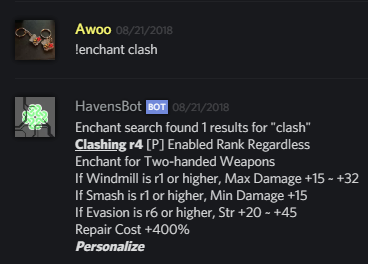 Awoo 08/21/2018
!enchant clash
HavensBot BOT 08/21/2018
Enchant search found 1 results for "clash"
Clashing r4 [P] Enabled Rank Regardless
Enchant for Two-handed Weapons
If Windmill is r1 or higher, Max Damage +15 ~ +32
If Smash is r1 or higher, Min Damage +15
If Evasion is r6 or higher, Str +20 ~ +45
Repair Cost +400%
Personalize